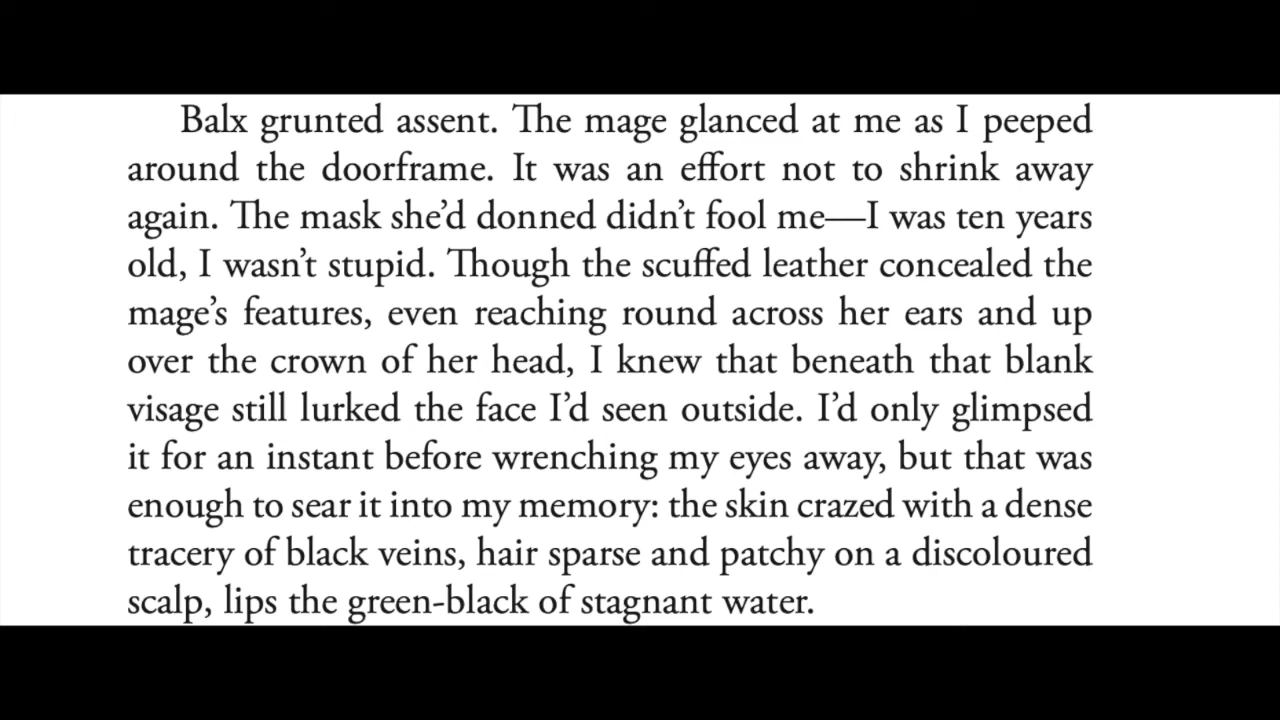 Balx grunted assent. The mage glanced at me as I peeped
around the doorframe. It was an effort not to shrink away
again. The mask she’d donned didn’t fool me—I was ten years
old, I wasn’t stupid. Though the scuffed leather concealed the
mage’s features, even reaching round across her ears and up
over the crown of her head, I knew that beneath that blank
visage still lurked the face I’d seen outside. I’d only glimpsed
it for an instant before wrenching my eyes away, but that was
enough to sear it into my memory: the skin crazed with a dense
tracery of black veins, hair sparse and patchy on a discoloured
scalp, lips the green-black of stagnant water.